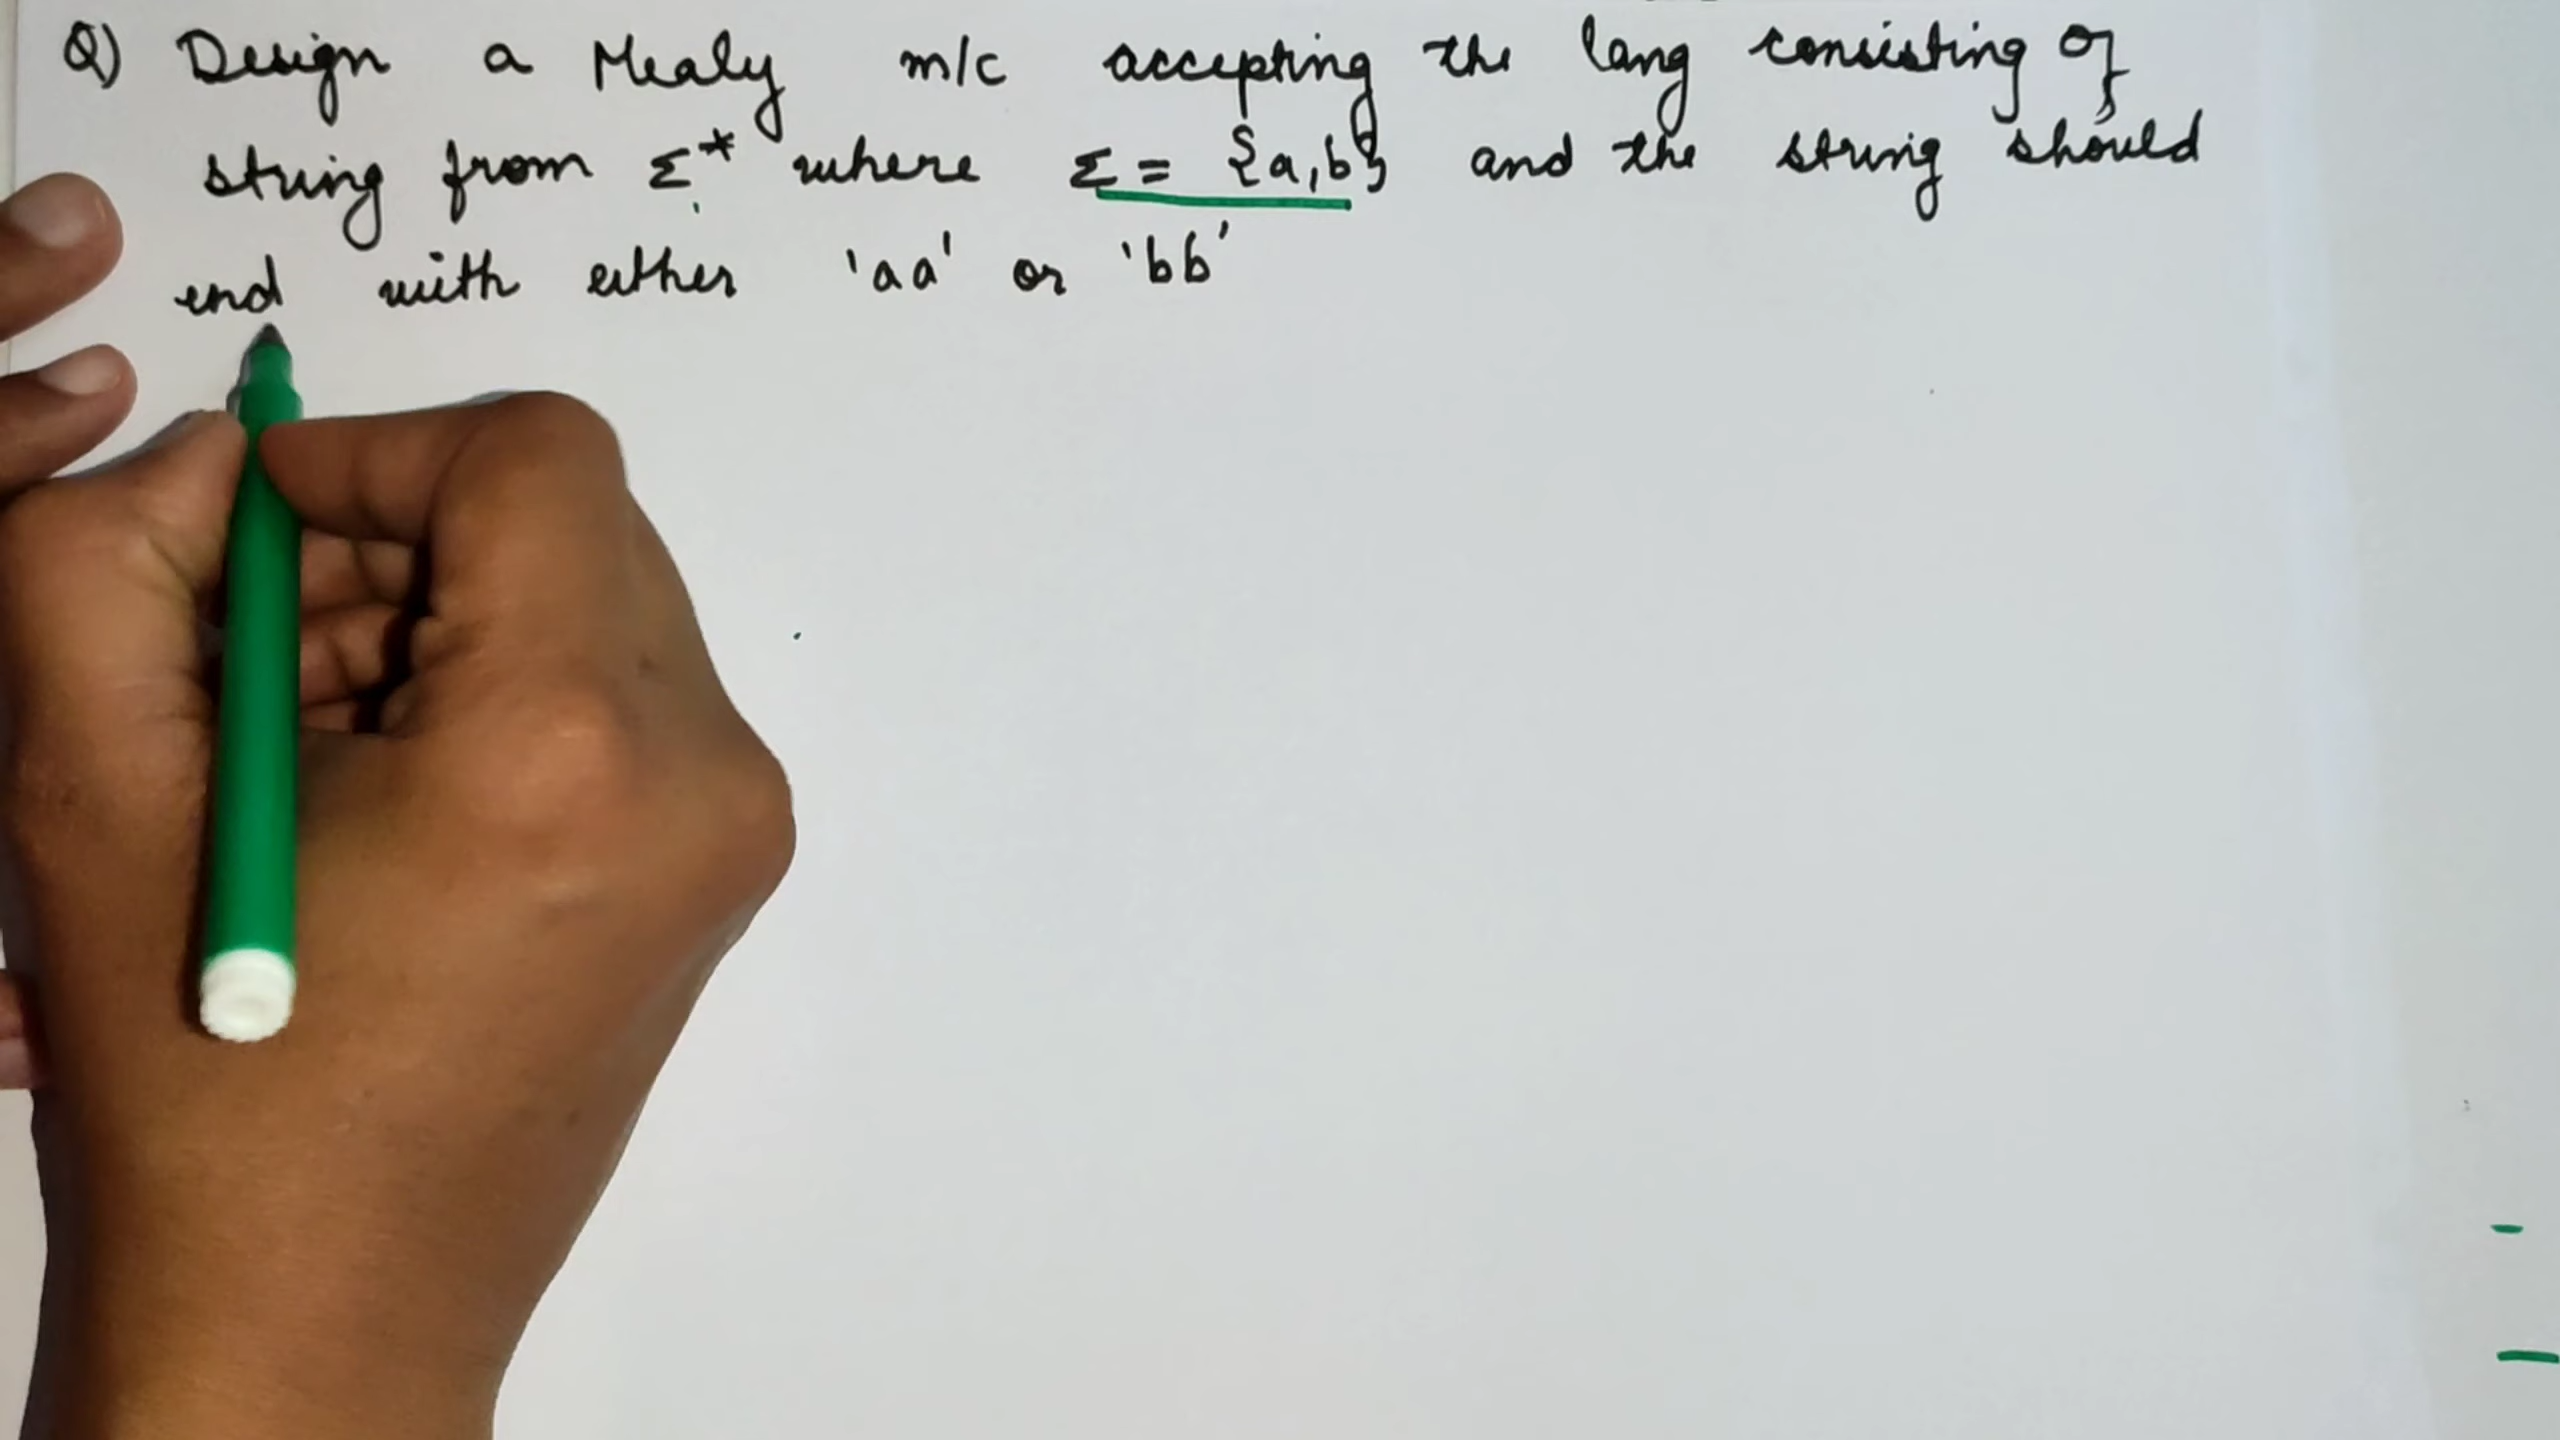 Q) Design a Mealy m/c accepting the lang consisting of
string from Σ* where Σ = {a,b} and the string should
end with either 'aa' or 'bb'